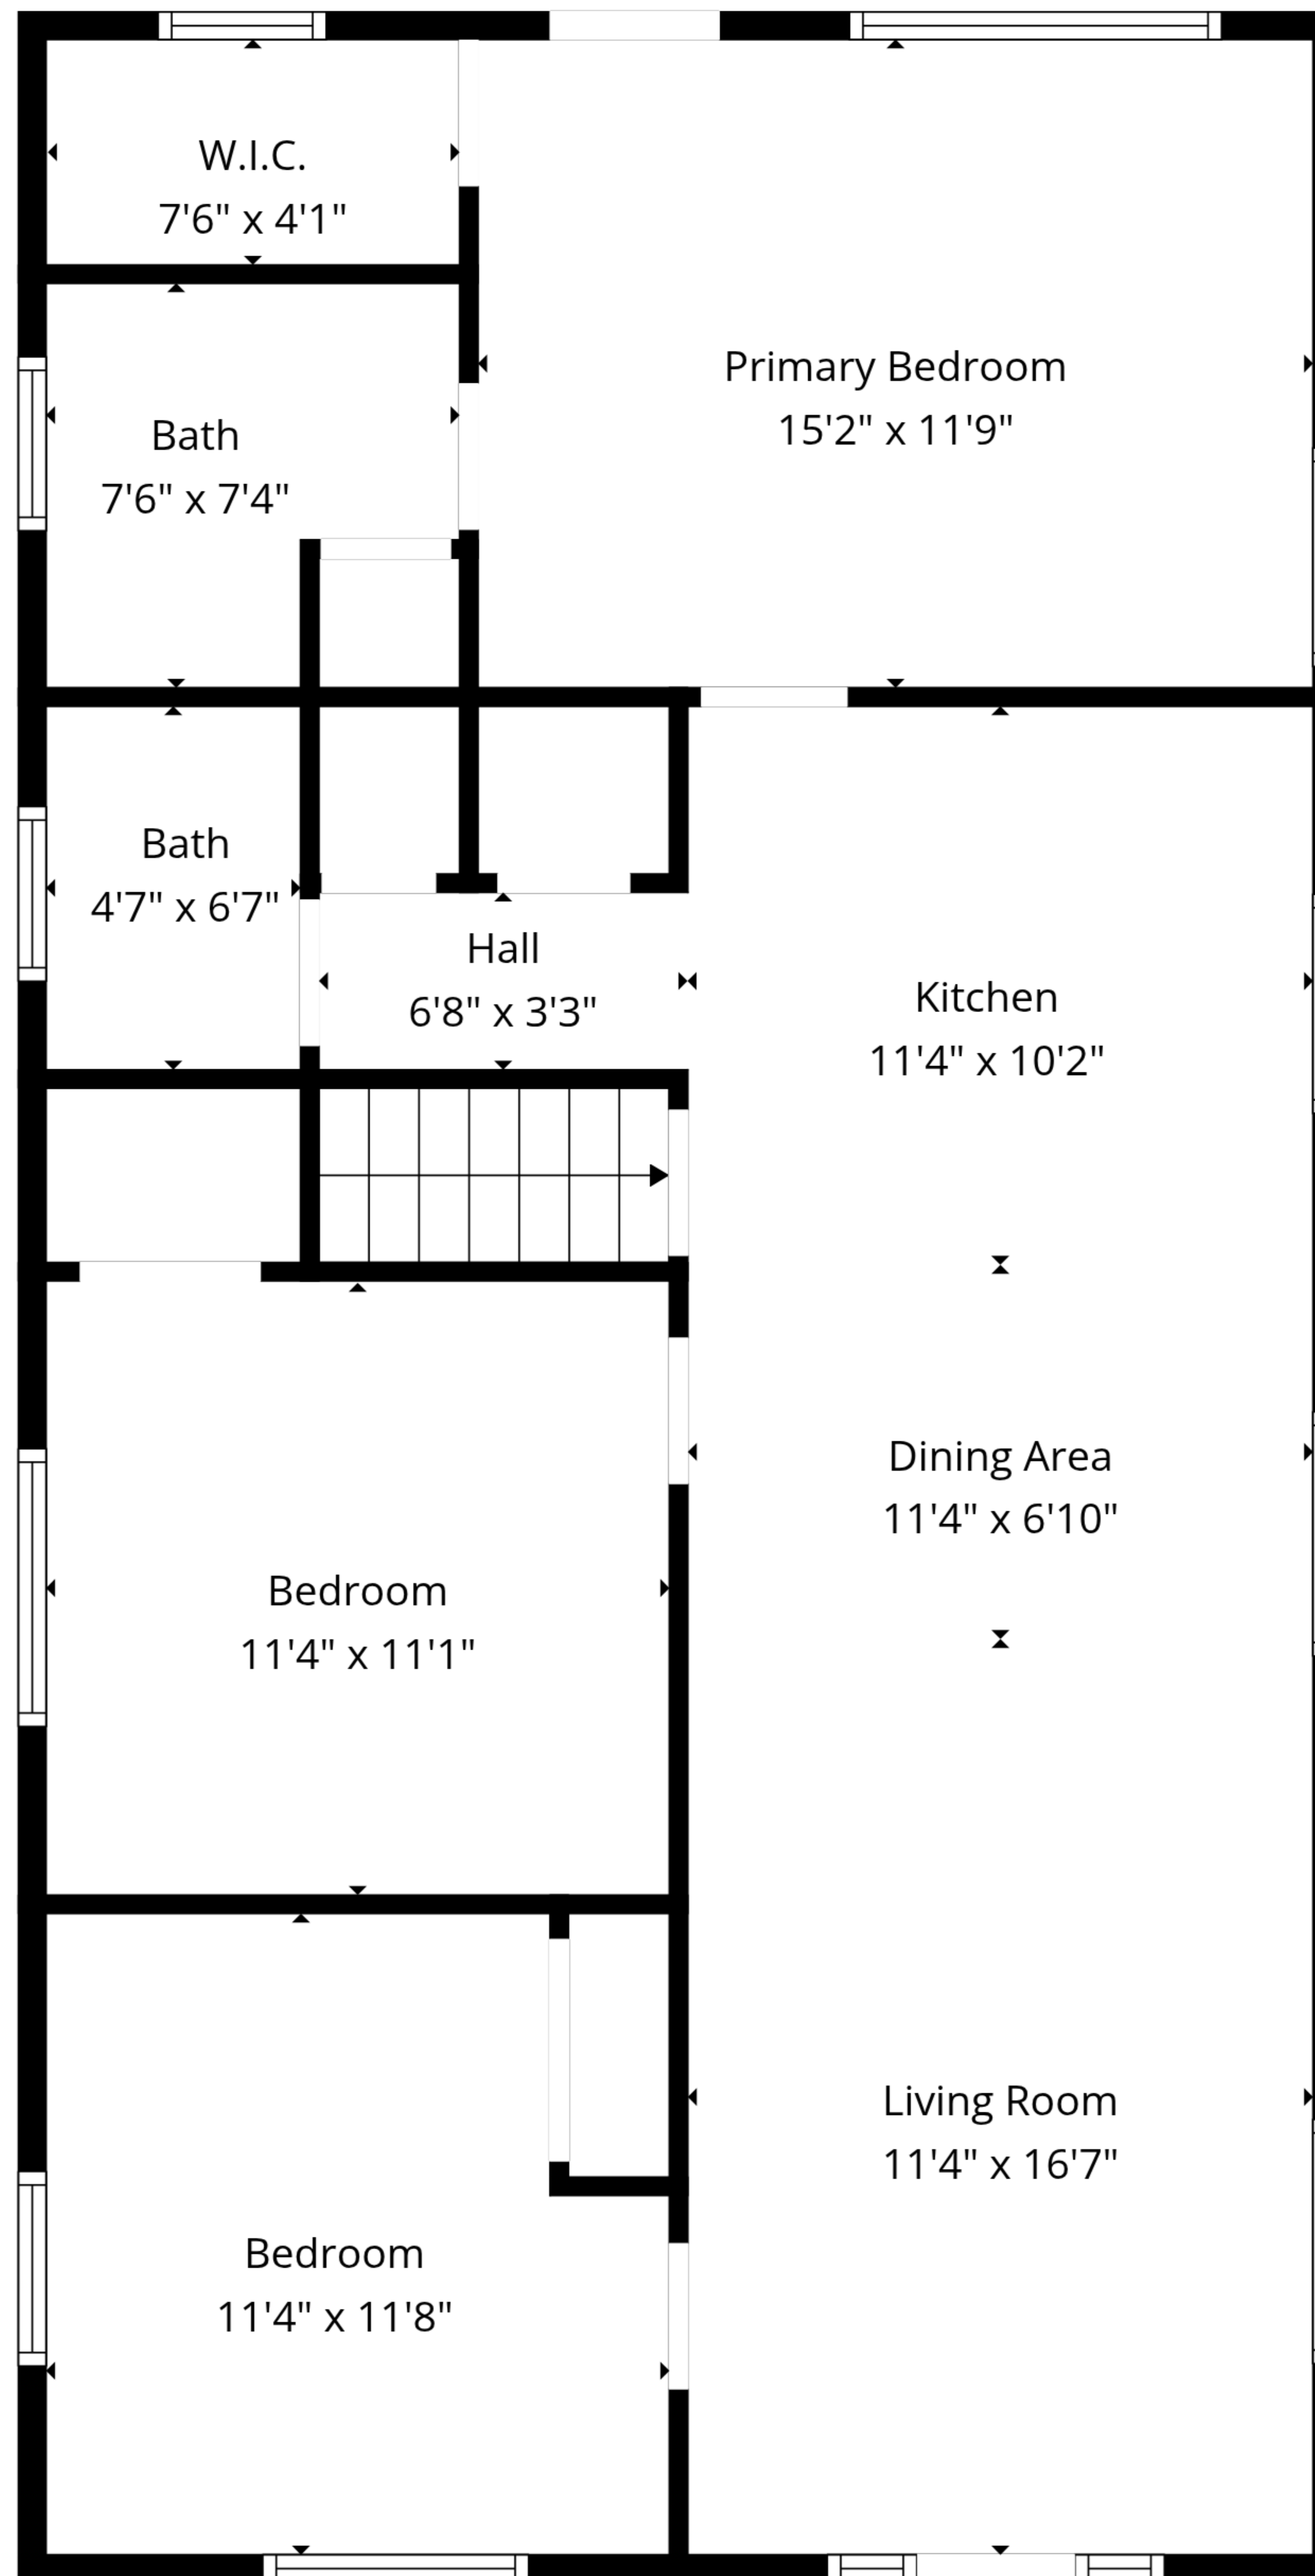 W.I.C.
7'6" x 4'1"
Primary Bedroom
15'2" x 11'9"
Bath
7'6" x 7'4"
Bath
4'7" x 6'7"
Hall
6'8" x 3'3"
Kitchen
11'4" x 10'2"
Dining Area
11'4" x 6'10"
Bedroom
11'4" x 11'1"
Living Room
11'4" x 16'7"
Bedroom
11'4" x 11'8"